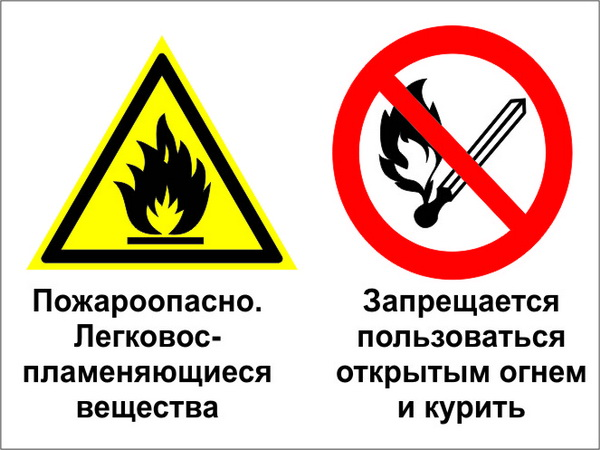 Пожароопасно.
Легковос-
пламеняющиеся
вещества
Запрещается
пользоваться
открытым огнем
и курить